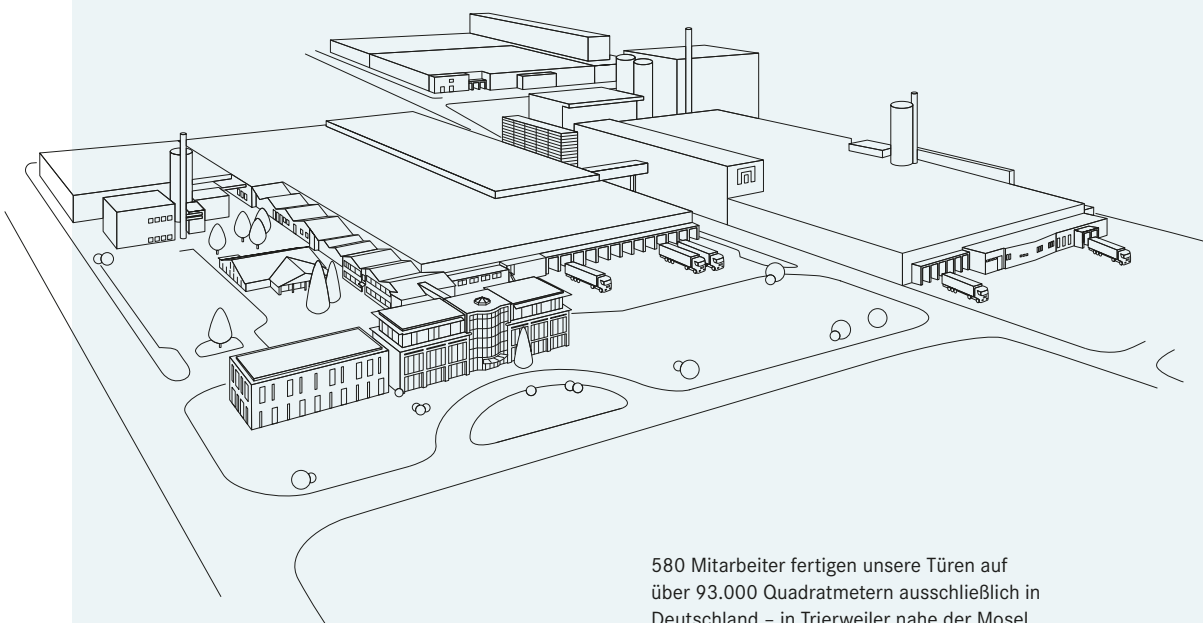 580 Mitarbeiter fertigen unsere Türen auf
über 93.000 Quadratmetern ausschließlich in
Deutschland – in Trierweiler nahe der Mosel